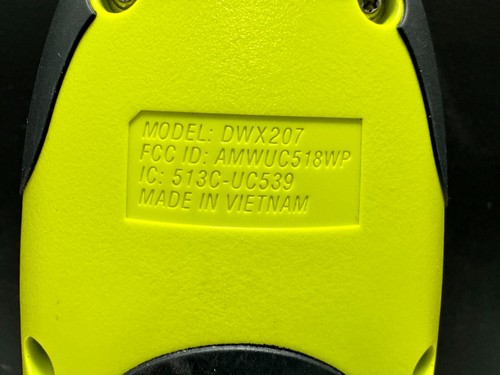 MODEL: DWX207
FCC ID: AMWUC518WP
IC: 513C-UC539
MADE IN VIETNAM